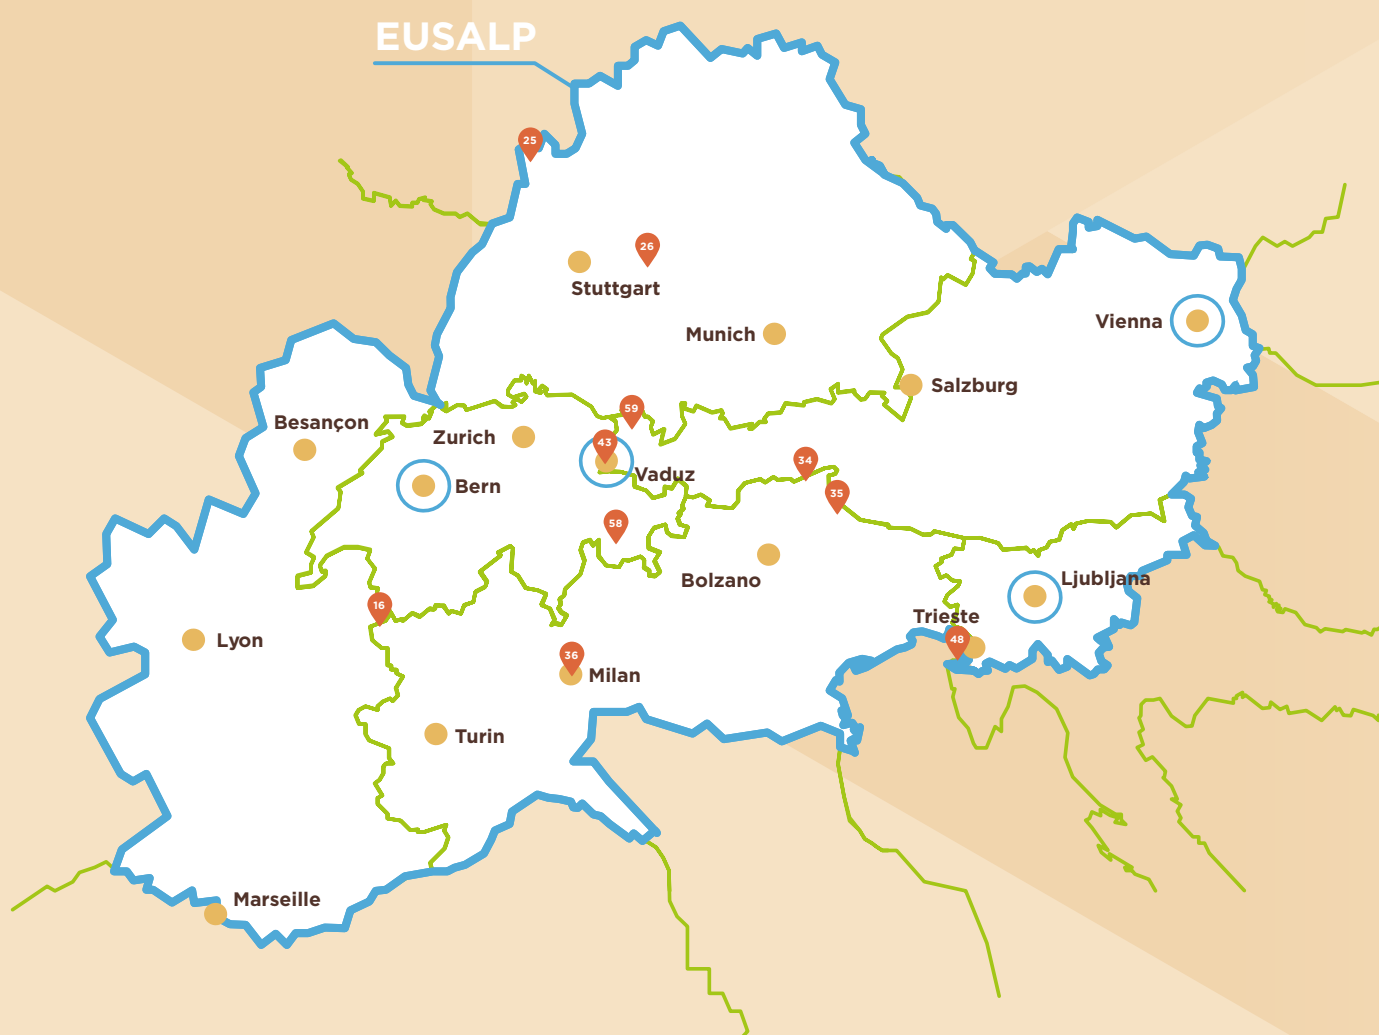 EUSALP
25
26
Stuttgart
Munich
Vienna
Salzburg
59
Besançon
Zurich
43
Vaduz
34
Bern
35
58
Bolzano
Ljubljana
16
Trieste
48
Lyon
36
Milan
Turin
Marseille